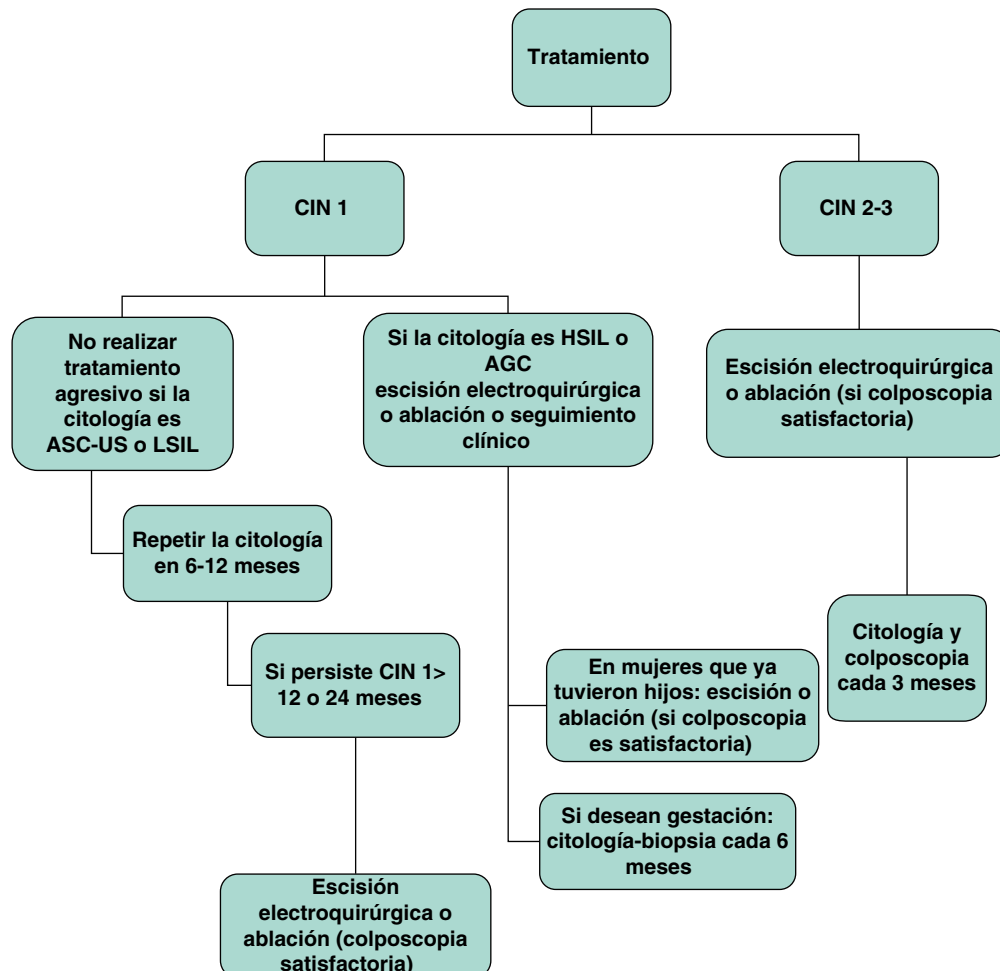 Tratamiento
CIN 1
CIN 2-3
No realizar
tratamiento
agresivo si la
citología es
ASC-US o LSIL
Si la citología es HSIL o
AGC
escisión electroquirúrgica
o ablación o seguimiento
clínico
Escisión electroquirúrgica
o ablación (si colposcopia
satisfactoria)
Repetir la citología
en 6-12 meses
Citología y
colposcopia
cada 3 meses
Si persiste CIN 1>
12 o 24 meses
En mujeres que ya
tuvieron hijos: escisión o
ablación (si colposcopia
es satisfactoria)
Si desean gestación:
citología-biopsia cada 6
meses
Escisión
electroquirúrgica o
ablación (colposcopia
satisfactoria)